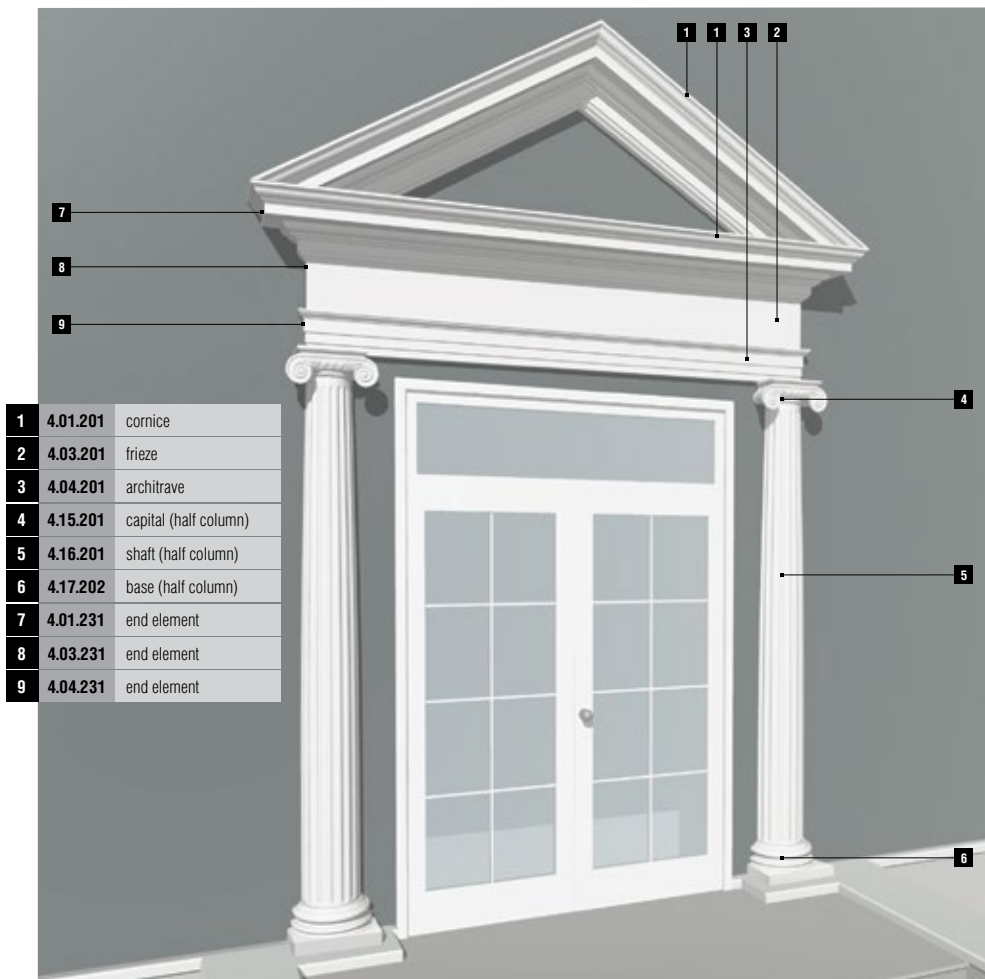 1 1 3 2
7
8
9
4
5
6
1 4.01.201 cornice
2 4.03.201 frieze
3 4.04.201 architrave
4 4.15.201 capital (half column)
5 4.16.201 shaft (half column)
6 4.17.202 base (half column)
7 4.01.231 end element
8 4.03.231 end element
9 4.04.231 end element